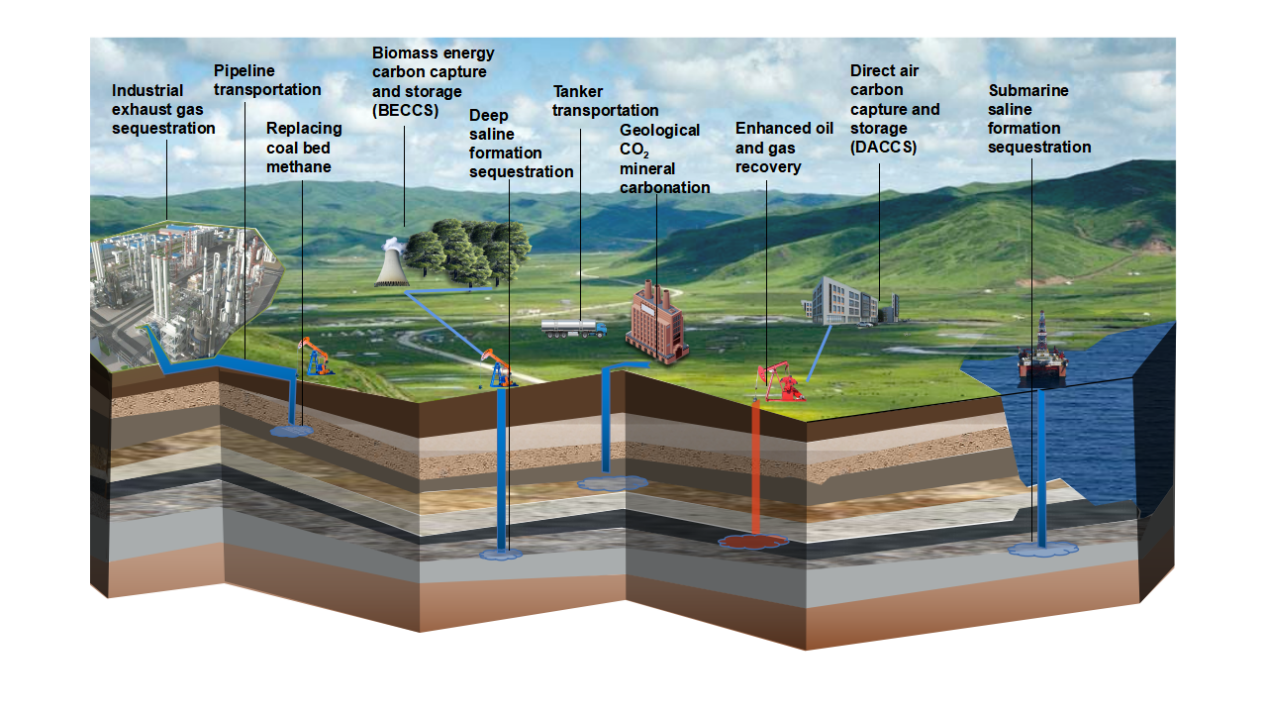 Industrial
exhaust gas
sequestration
Pipeline
transportation
Replacing
coal bed
methane
Biomass energy
carbon capture
and storage
(BECCS)
Deep
saline
formation
sequestration
Tanker
transportation
Geological
CO₂
mineral
carbonation
Enhanced oil
and gas
recovery
Direct air
carbon
capture and
storage
(DACCS)
Submarine
saline
formation
sequestration